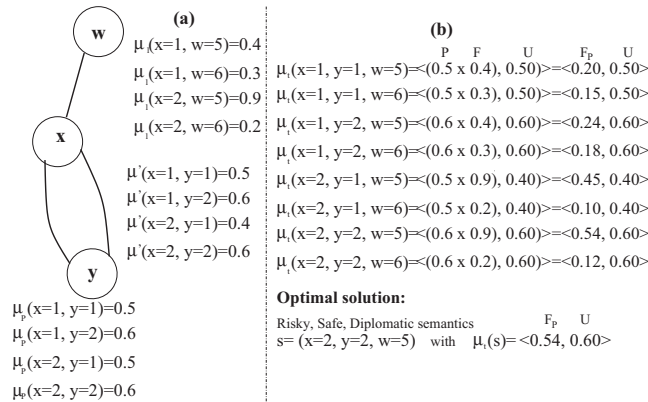 (a)
w
μ₁(x=1, w=5)=0.4
μ₁(x=1, w=6)=0.3
μ₁(x=2, w=5)=0.9
μ₁(x=2, w=6)=0.2
x
μ'(x=1, y=1)=0.5
μ'(x=1, y=2)=0.6
μ'(x=2, y=1)=0.4
μ'(x=2, y=2)=0.6
y
μP(x=1, y=1)=0.5
μP(x=1, y=2)=0.6
μP(x=2, y=1)=0.5
μP(x=2, y=2)=0.6
(b)
P F U FP U
μt(x=1, y=1, w=5)=<(0.5 x 0.4), 0.50)>=<0.20, 0.50>
μt(x=1, y=1, w=6)=<(0.5 x 0.3), 0.50)>=<0.15, 0.50>
μt(x=1, y=2, w=5)=<(0.6 x 0.4), 0.60)>=<0.24, 0.60>
μt(x=1, y=2, w=6)=<(0.6 x 0.3), 0.60)>=<0.18, 0.60>
μt(x=2, y=1, w=5)=<(0.5 x 0.9), 0.40)>=<0.45, 0.40>
μt(x=2, y=1, w=6)=<(0.5 x 0.2), 0.40)>=<0.10, 0.40>
μt(x=2, y=2, w=5)=<(0.6 x 0.9), 0.60)>=<0.54, 0.60>
μt(x=2, y=2, w=6)=<(0.6 x 0.2), 0.60)>=<0.12, 0.60>
Optimal solution:
Risky, Safe, Diplomatic semantics FP U
s= (x=2, y=2, w=5) with μt(s)= <0.54, 0.60>